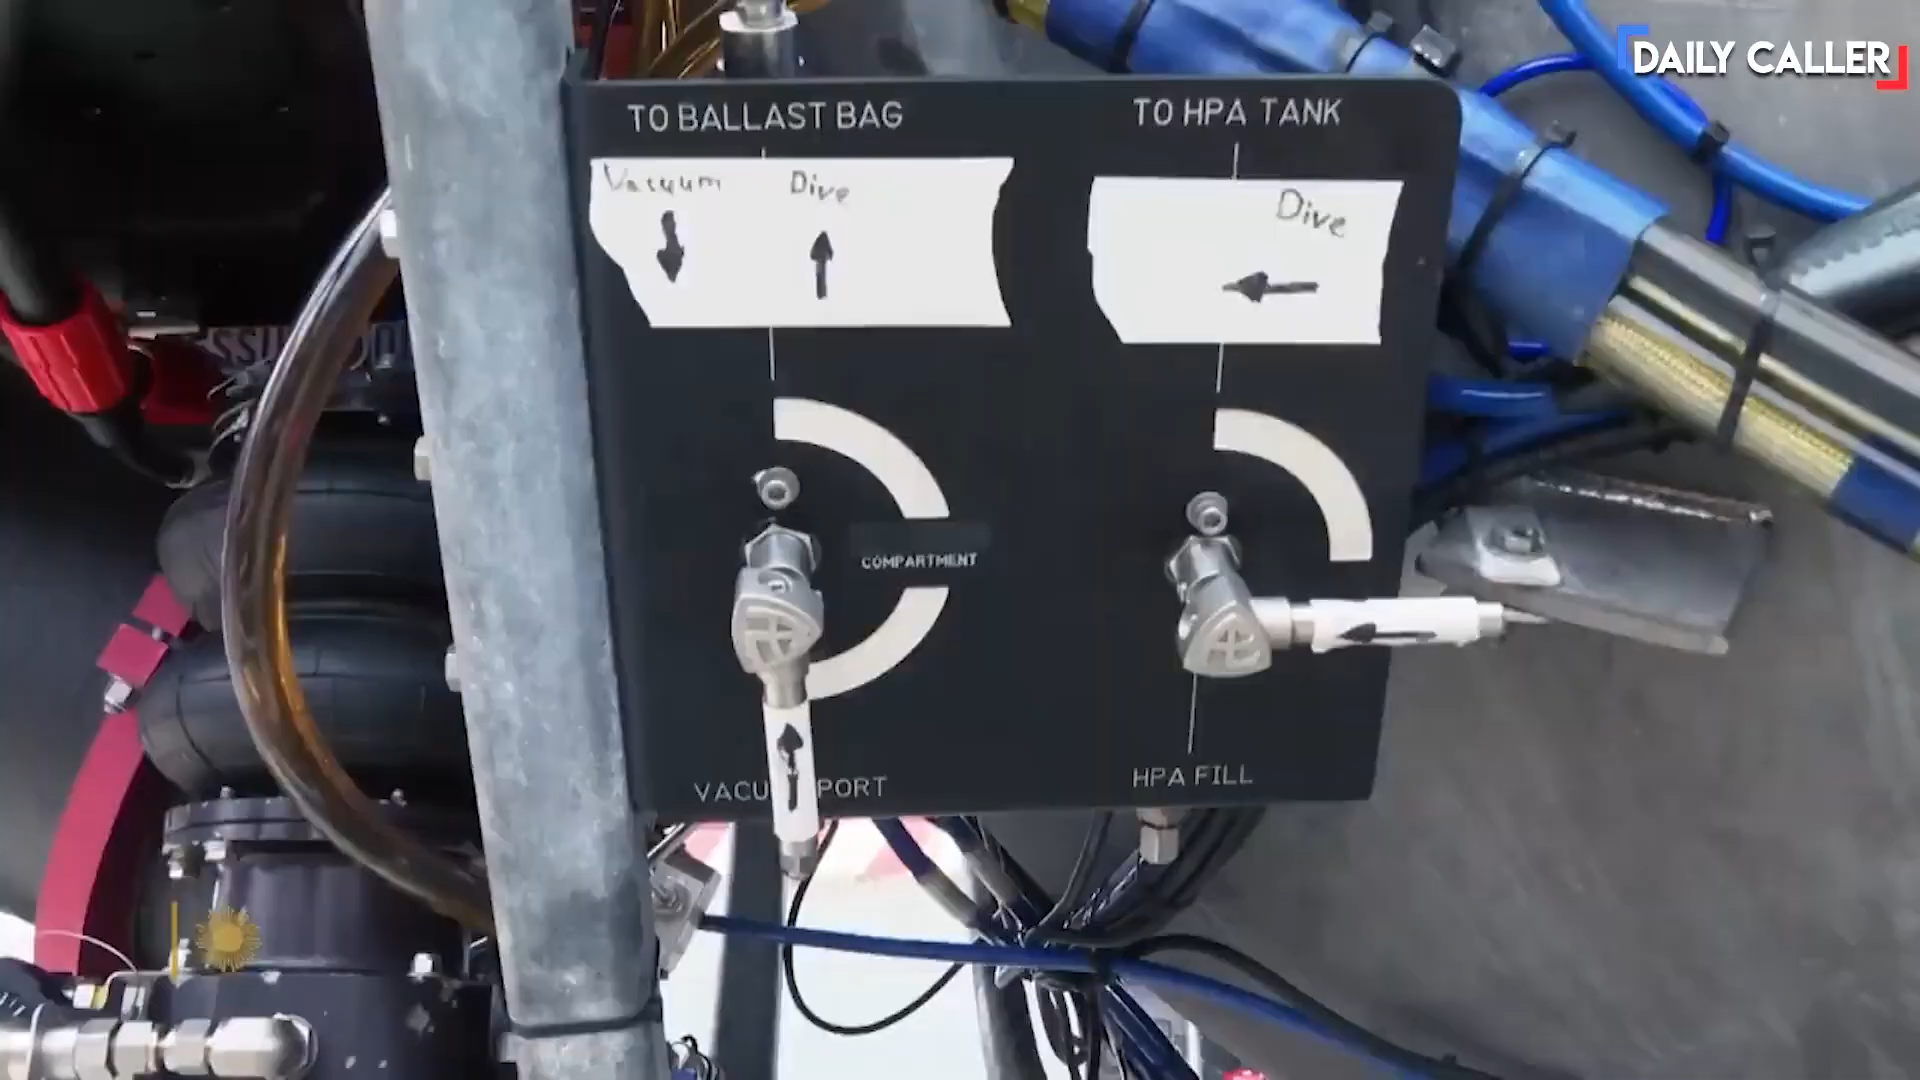 DAILY CALLER
TO BALLAST BAG
TO HPA TANK
Vacuum
Dive
Dive
COMPARTMENT
HPA FILL
PORT